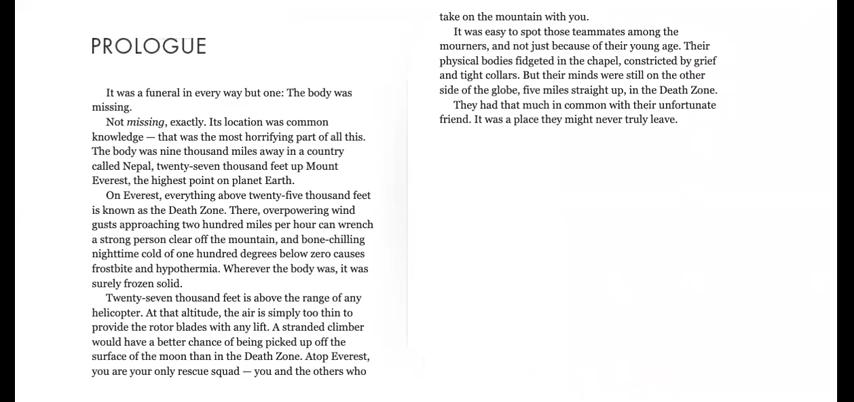 PROLOGUE
It was a funeral in every way but one: The body was
missing.
Not missing, exactly. Its location was common
knowledge — that was the most horrifying part of all this.
The body was nine thousand miles away in a country
called Nepal, twenty-seven thousand feet up Mount
Everest, the highest point on planet Earth.
On Everest, everything above twenty-five thousand feet
is known as the Death Zone. There, overpowering wind
gusts approaching two hundred miles per hour can wrench
a strong person clear off the mountain, and bone-chilling
nighttime cold of one hundred degrees below zero causes
frostbite and hypothermia. Wherever the body was, it was
surely frozen solid.
Twenty-seven thousand feet is above the range of any
helicopter. At that altitude, the air is simply too thin to
provide the rotor blades with any lift. A stranded climber
would have a better chance of being picked up off the
surface of the moon than in the Death Zone. Atop Everest,
you are your only rescue squad — you and the others who
take on the mountain with you.
It was easy to spot those teammates among the
mourners, and not just because of their young age. Their
physical bodies fidgeted in the chapel, constricted by grief
and tight collars. But their minds were still on the other
side of the globe, five miles straight up, in the Death Zone.
They had that much in common with their unfortunate
friend. It was a place they might never truly leave.